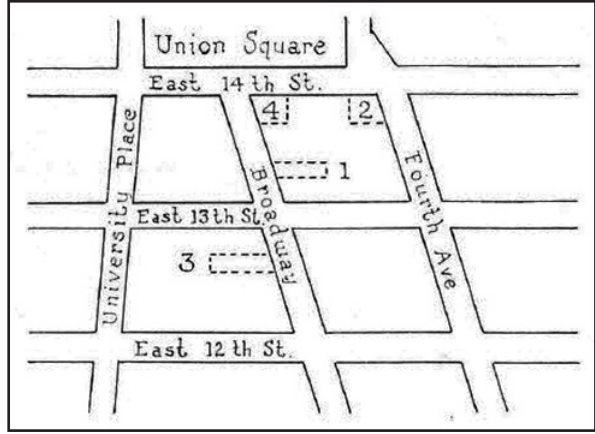 Union Square
East 14th St.
4
2
1
University Place
Broadway
Fourth Ave
East 13th St.
3
East 12th St.